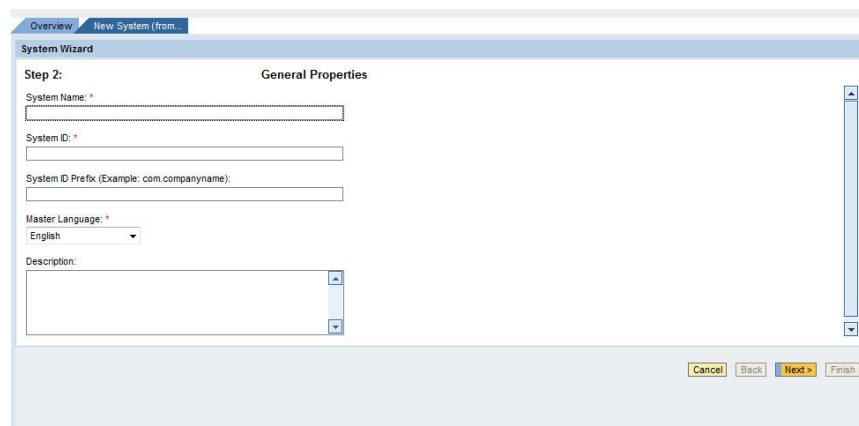 Overview New System (from...
System Wizard
Step 2: General Properties
System Name: *
System ID: *
System ID Prefix (Example: com.companyname):
Master Language: *
English
Description:
Cancel Back Next > Finish